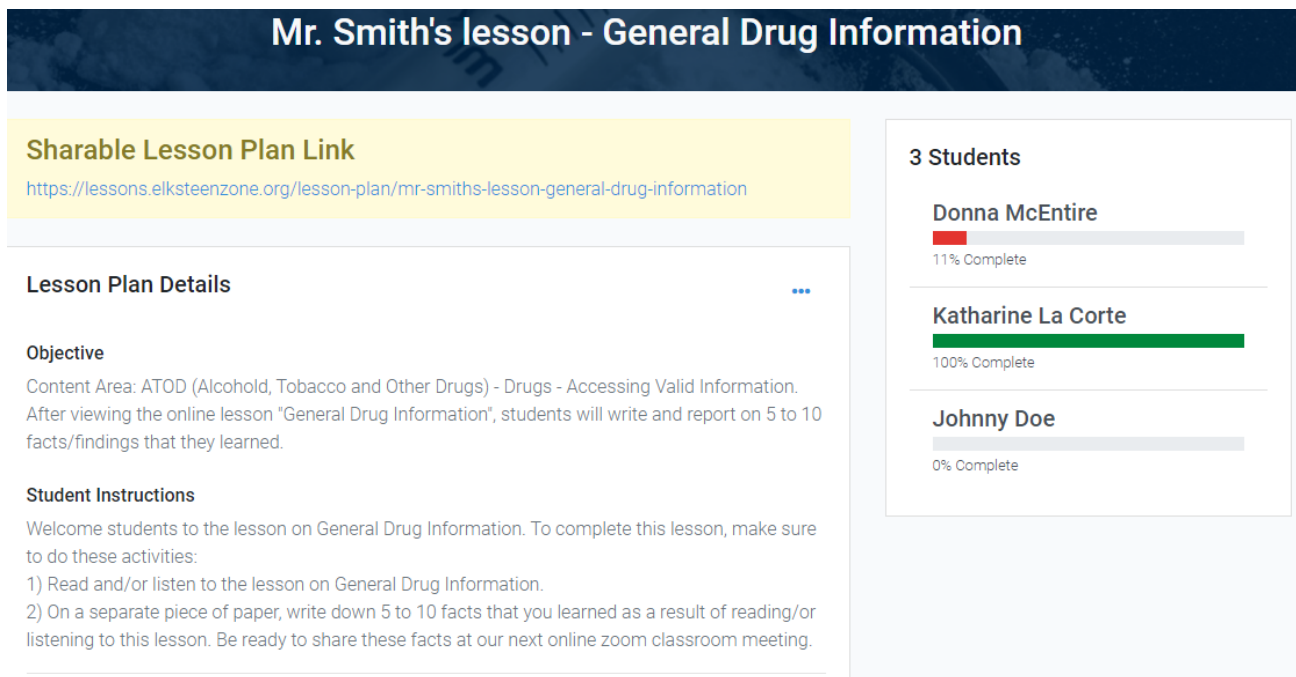 Mr. Smith's lesson - General Drug Information
Sharable Lesson Plan Link
https://lessons.elksteenzone.org/lesson-plan/mr-smiths-lesson-general-drug-information
Lesson Plan Details
Objective
Content Area: ATOD (Alcohold, Tobacco and Other Drugs) - Drugs - Accessing Valid Information.
After viewing the online lesson "General Drug Information", students will write and report on 5 to 10
facts/findings that they learned.
Student Instructions
Welcome students to the lesson on General Drug Information. To complete this lesson, make sure
to do these activities:
1) Read and/or listen to the lesson on General Drug Information.
2) On a separate piece of paper, write down 5 to 10 facts that you learned as a result of reading/or
listening to this lesson. Be ready to share these facts at our next online zoom classroom meeting.
3 Students
Donna McEntire
11% Complete
Katharine La Corte
100% Complete
Johnny Doe
0% Complete